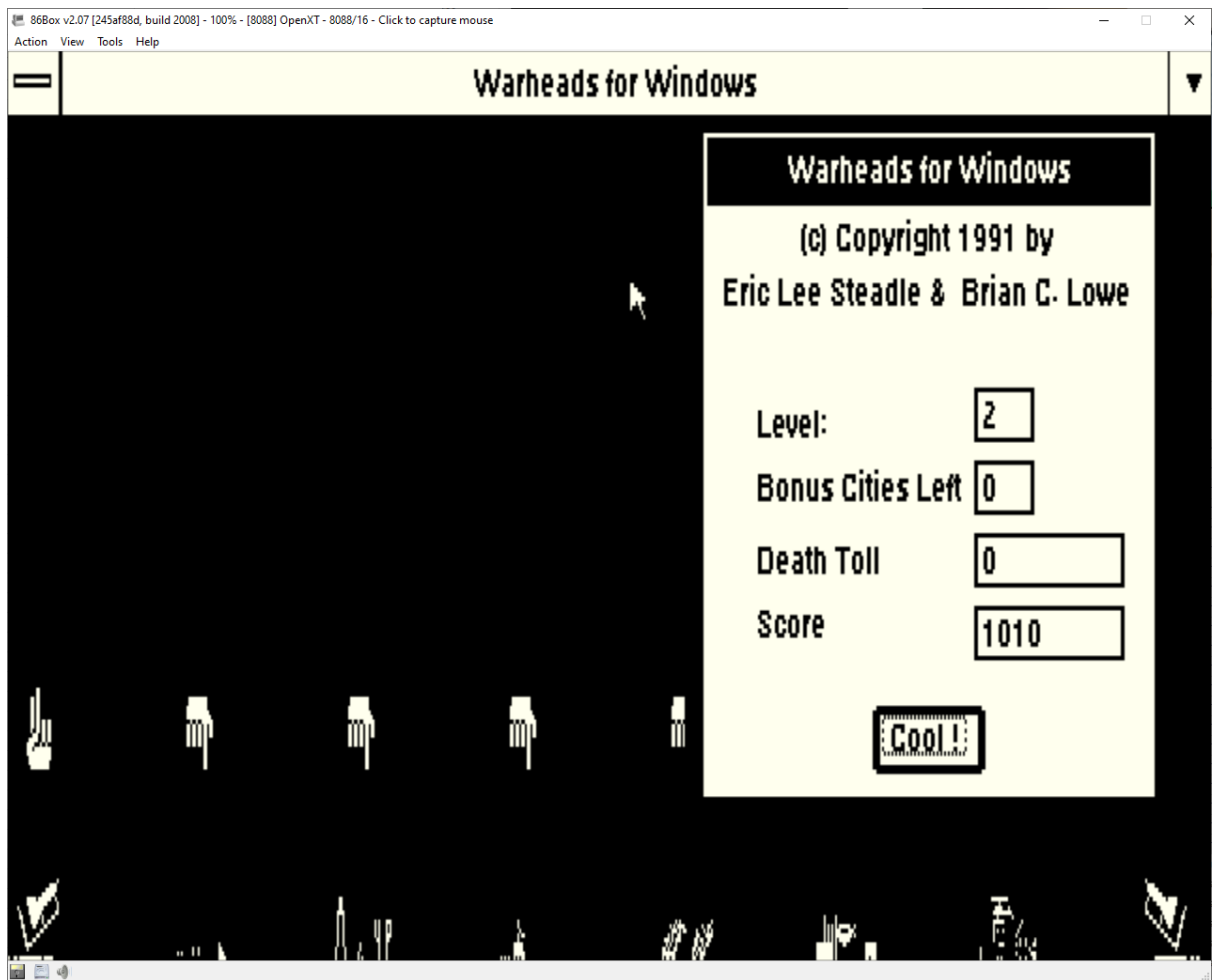 86Box v2.07 [245af88d, build 2008] - 100% - [8088] OpenXT - 8088/16 - Click to capture mouse
Action View Tools Help
Warheads for Windows
Warheads for Windows
(c) Copyright 1991 by
Eric Lee Steadle & Brian C. Lowe
Level: 2
Bonus Cities Left 0
Death Toll 0
Score 1010
Cool !